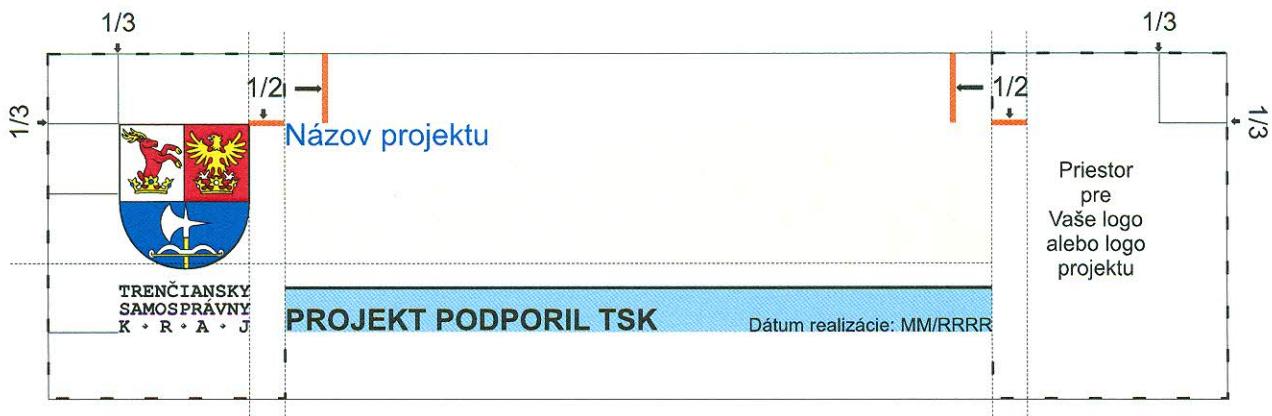 1/3
1/3
1/2
1/2
1/3
1/3
Názov projektu
Priestor
pre
Vaše logo
alebo logo
projektu
TRENČIANSKY
SAMOSPRÁVNY
K • R • A • J
PROJEKT PODPORIL TSK
Dátum realizácie: MM/RRRR